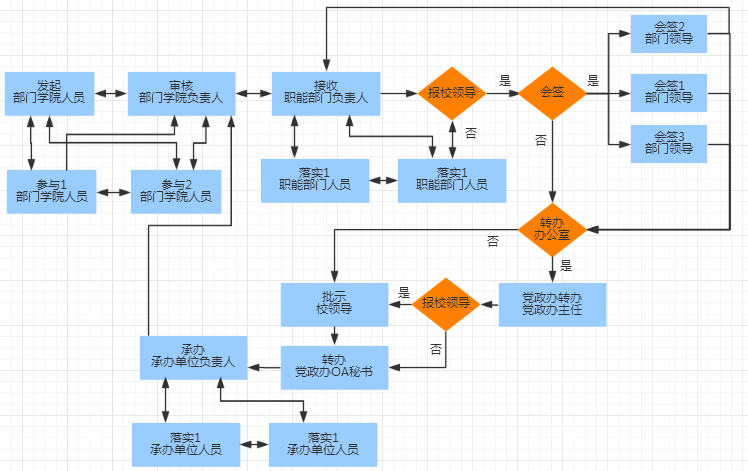 会签2
部门领导
发起
部门学院人员
审核
部门学院负责人
接收
职能部门负责人
报校领导
是
会签
是
会签1
部门领导
否
否
会签3
部门领导
参与1
部门学院人员
参与2
部门学院人员
落实1
职能部门人员
落实1
职能部门人员
转办
办公室
否
是
批示
校领导
是
报校领导
党政办转办
党政办主任
否
承办
承办单位负责人
转办
党政办OA秘书
落实1
承办单位人员
落实1
承办单位人员